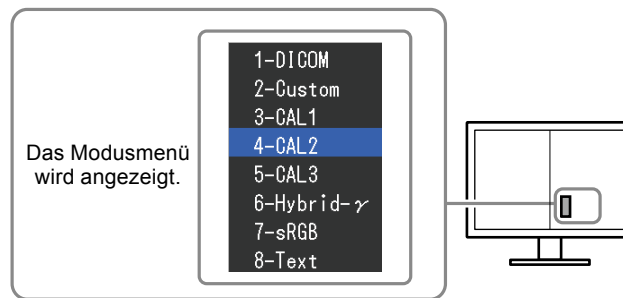 Das Modusmenü
wird angezeigt.
1-DICOM
2-Custom
3-CAL1
4-CAL2
5-CAL3
6-Hybrid-γ
7-sRGB
8-Text